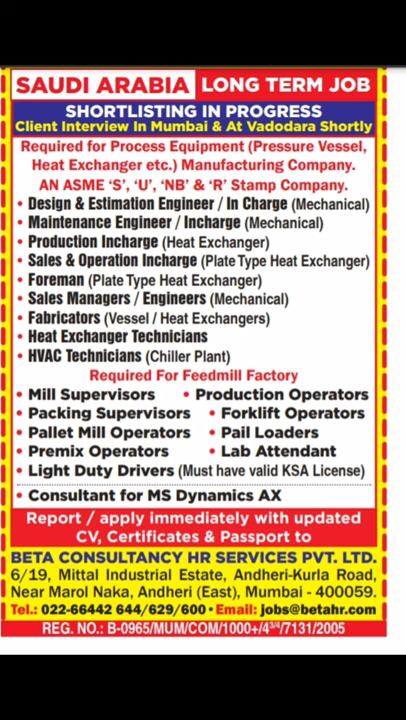 SAUDI ARABIA LONG TERM JOB
SHORTLISTING IN PROGRESS
Client Interview In Mumbai & At Vadodara Shortly
Required for Process Equipment (Pressure Vessel,
Heat Exchanger etc.) Manufacturing Company.
AN ASME ‘S’, ‘U’, ‘NB’ & ‘R’ Stamp Company.
• Design & Estimation Engineer / In Charge (Mechanical)
• Maintenance Engineer / Incharge (Mechanical)
• Production Incharge (Heat Exchanger)
• Sales & Operation Incharge (Plate Type Heat Exchanger)
• Foreman (Plate Type Heat Exchanger)
• Sales Managers / Engineers (Mechanical)
• Fabricators (Vessel / Heat Exchangers)
• Heat Exchanger Technicians
• HVAC Technicians (Chiller Plant)
Required For Feedmill Factory
• Mill Supervisors • Production Operators
• Packing Supervisors • Forklift Operators
• Pallet Mill Operators • Pail Loaders
• Premix Operators • Lab Attendant
• Light Duty Drivers (Must have valid KSA License)
• Consultant for MS Dynamics AX
Report / apply immediately with updated
CV, Certificates & Passport to
BETA CONSULTANCY HR SERVICES PVT. LTD.
6/19, Mittal Industrial Estate, Andheri-Kurla Road,
Near Marol Naka, Andheri (East), Mumbai - 400059.
Tel.: 022-66442 644/629/600 • Email: jobs@betahr.com
REG. NO.: B-0965/MUM/COM/1000+/4³/⁴/7131/2005